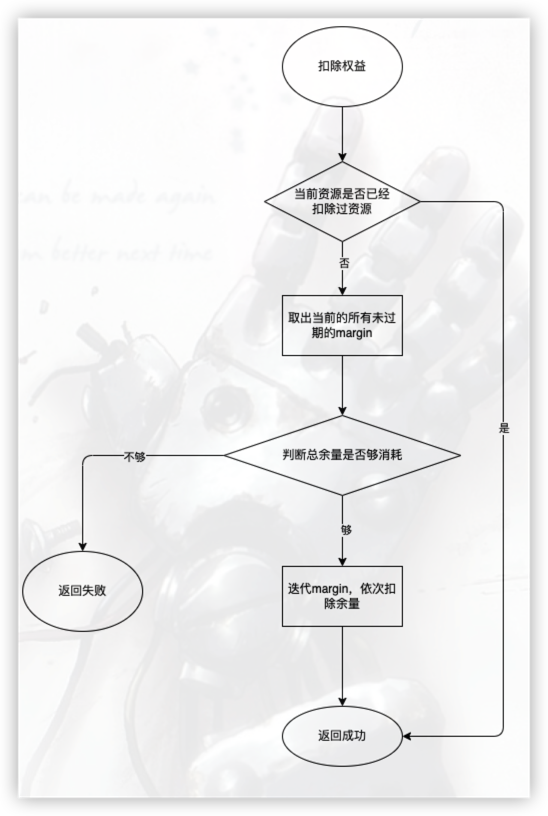 扣除权益
can be made again
当前资源是否已经
扣除过资源
better next time
否
取出当前的所有未过
期的margin
是
不够
判断总余量是否够消耗
够
返回失败
迭代margin，依次扣
除余量
返回成功